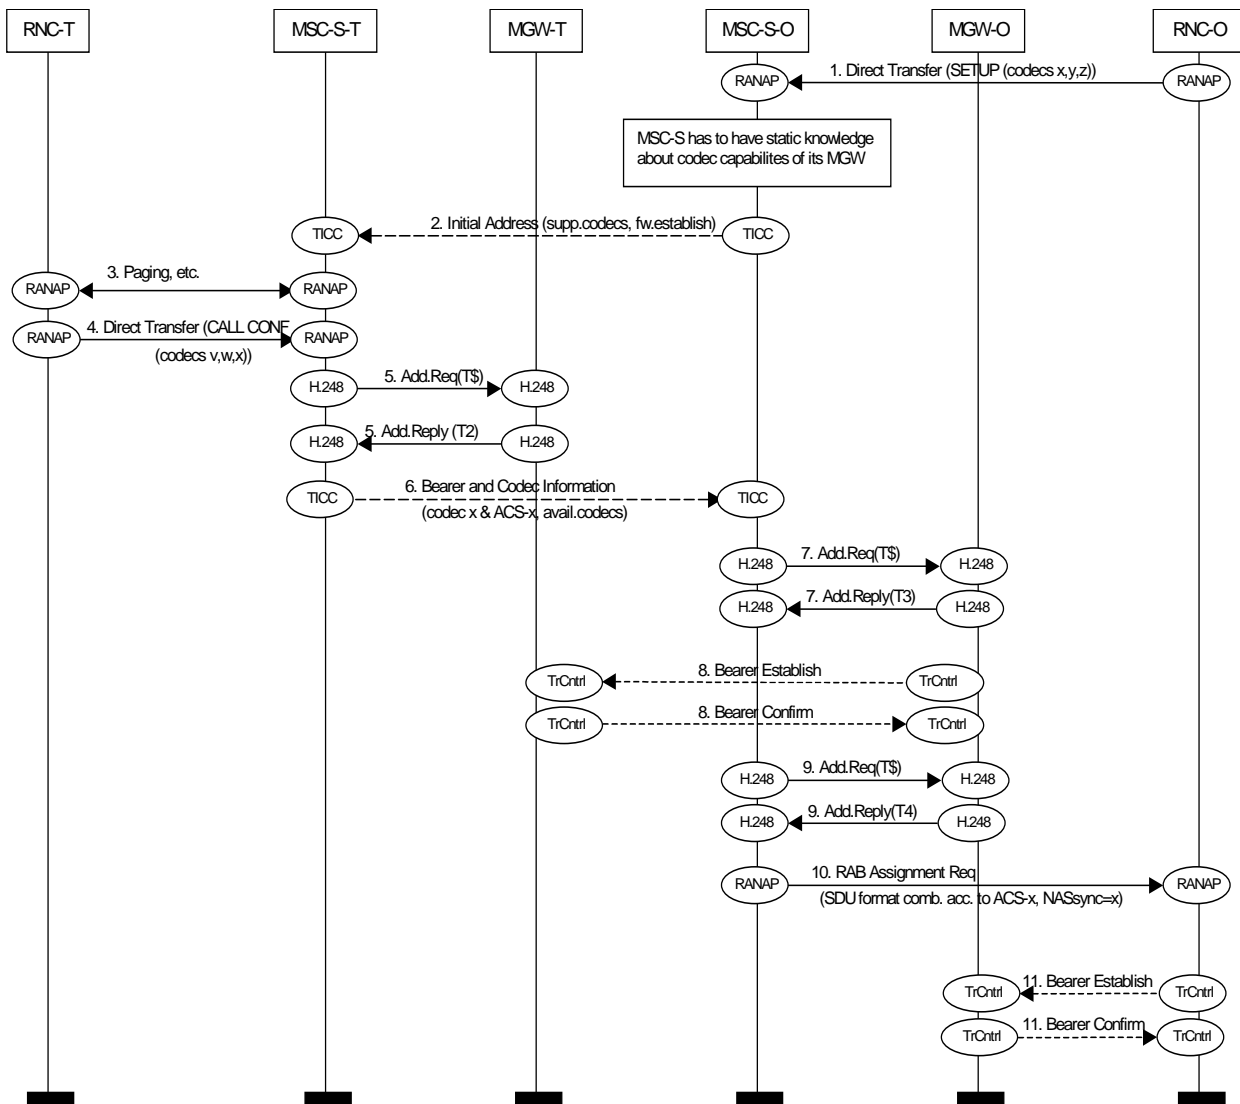 RNC-T
MSC-S-T
MGW-T
MSC-S-O
MGW-O
RNC-O
1. Direct Transfer (SETUP (codecs x,y,z))
RANAP
RANAP
MSC-S has to have static knowledge
about codec capabilites of its MGW
2. Initial Address (supp.codecs, fw.establish)
TICC
TICC
3. Paging, etc.
RANAP
RANAP
4. Direct Transfer (CALL CONF
RANAP
RANAP
(codecs v,w,x))
5. Add.Req(T$)
H.248
H.248
5. Add.Reply (T2)
H.248
H.248
6. Bearer and Codec Information
TICC
TICC
(codec x & ACS-x, avail.codecs)
7. Add.Req(T$)
H.248
H.248
7. Add.Reply(T3)
H.248
H.248
8. Bearer Establish
TrCntrl
TrCntrl
8. Bearer Confirm
TrCntrl
TrCntrl
9. Add.Req(T$)
H.248
H.248
9. Add.Reply(T4)
H.248
H.248
10. RAB Assignment Req
RANAP
RANAP
(SDU format comb. acc. to ACS-x, NASsync=x)
11. Bearer Establish
TrCntrl
TrCntrl
11. Bearer Confirm
TrCntrl
TrCntrl